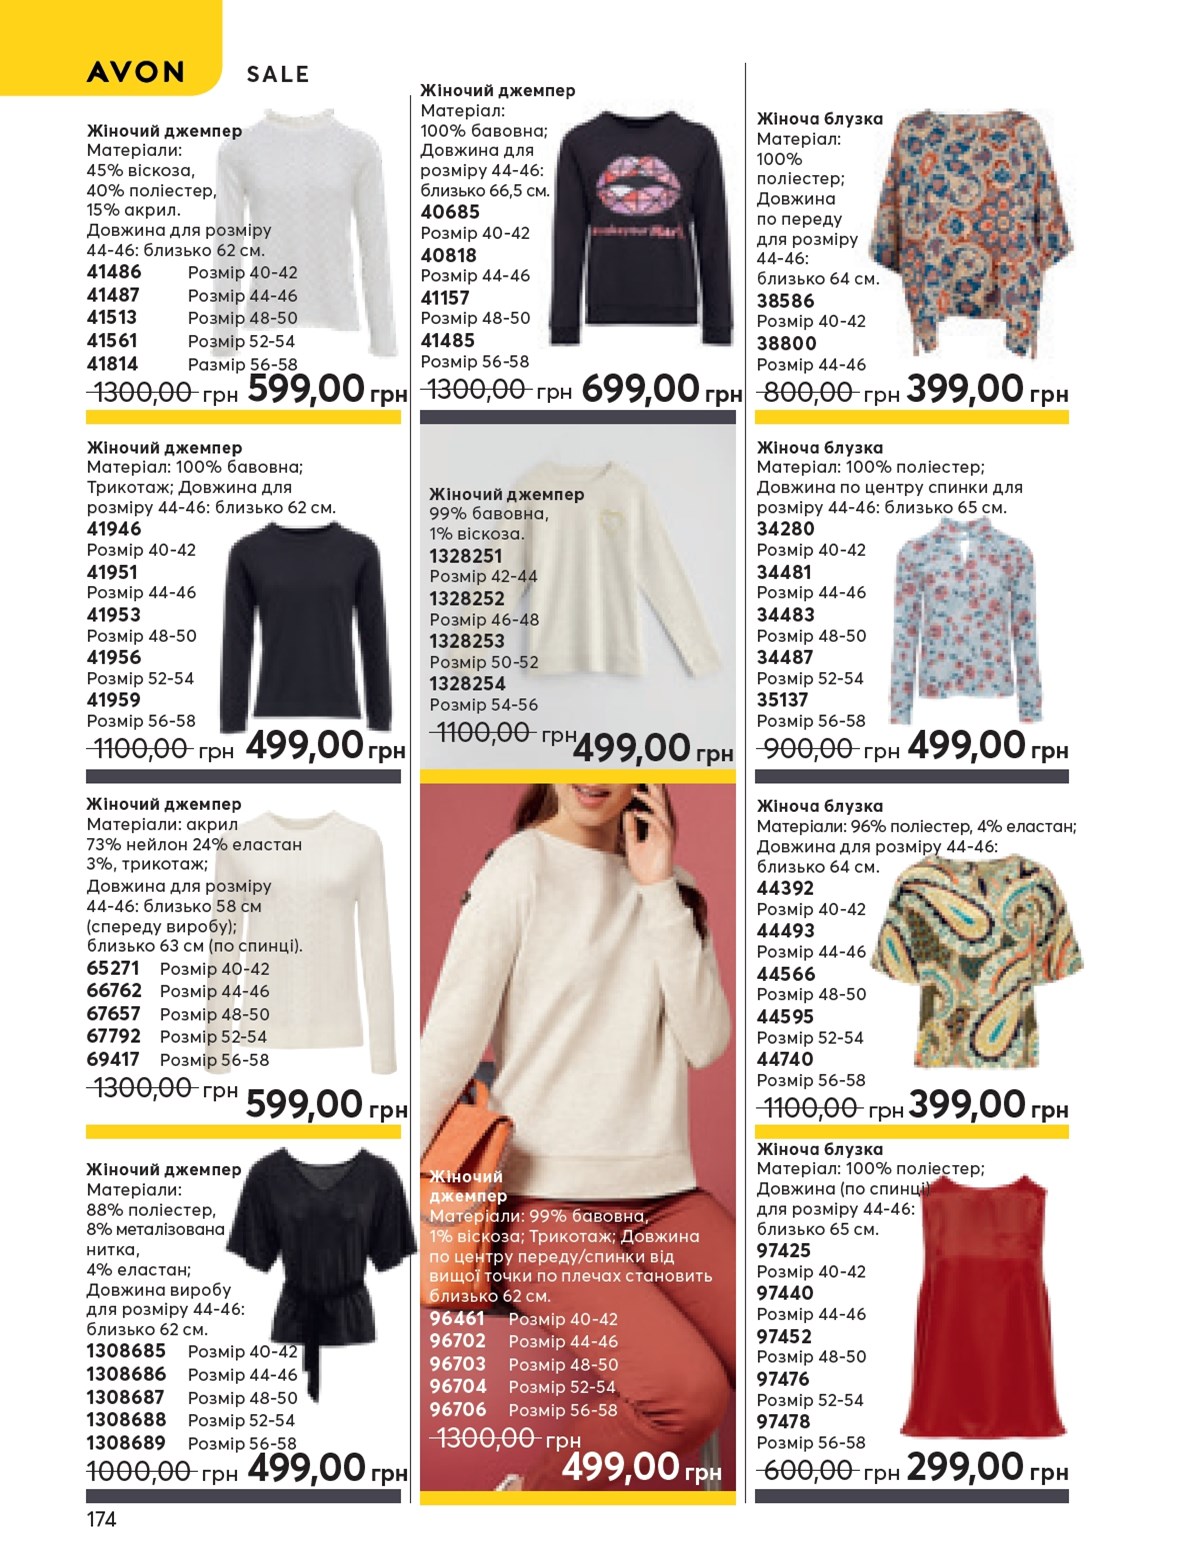 AVON
SALE
Жіночий джемпер
Матеріали:
45% віскоза,
40% поліестер,
15% акрил.
Довжина для розміру
44-46: близько 62 см.
41486 Розмір 40-42
41487 Розмір 44-46
41513 Розмір 48-50
41561 Розмір 52-54
41814 Размір 56-58
1300,00 грн 599,00 грн
Жіночий джемпер
Матеріал: 100% бавовна;
Трикотаж; Довжина для
розміру 44-46: близько 62 см.
41946
Розмір 40-42
41951
Розмір 44-46
41953
Розмір 48-50
41956
Розмір 52-54
41959
Розмір 56-58
1100,00 грн 499,00 грн
Жіночий джемпер
Матеріали: акрил
73% нейлон 24% еластан
3%, трикотаж;
Довжина для розміру
44-46: близько 58 см
(спереду виробу);
близько 63 см (по спинці).
65271 Розмір 40-42
66762 Розмір 44-46
67657 Розмір 48-50
67792 Розмір 52-54
69417 Розмір 56-58
1300,00 грн
599,00 грн
Жіночий джемпер
Матеріали:
88% поліестер,
8% металізована
нитка,
4% еластан;
Довжина виробу
для розміру 44-46:
близько 62 см.
1308685 Розмір 40-42
1308686 Розмір 44-46
1308687 Розмір 48-50
1308688 Розмір 52-54
1308689 Розмір 56-58
1000,00 грн 499,00 грн
Жіночий джемпер
Матеріал:
100% бавовна;
Довжина для
розміру 44-46:
близько 66,5 см.
40685
Розмір 40-42
40818
Розмір 44-46
41157
Розмір 48-50
41485
Розмір 56-58
1300,00 грн 699,00 грн
Жіночий джемпер
99% бавовна,
1% віскоза.
1328251
Розмір 42-44
1328252
Розмір 46-48
1328253
Розмір 50-52
1328254
Розмір 54-56
1100,00 грн
499,00 грн
Жіночий
джемпер
Матеріали: 99% бавовна,
1% віскоза; Трикотаж; Довжина
по центру переду/спинки від
вищої точки по плечах становить
близько 62 см.
96461 Розмір 40-42
96702 Розмір 44-46
96703 Розмір 48-50
96704 Розмір 52-54
96706 Розмір 56-58
1300,00 грн
499,00 грн
Жіноча блузка
Матеріал:
100%
поліестер;
Довжина
по переду
для розміру
44-46:
близько 64 см.
38586
Розмір 40-42
38800
Розмір 44-46
800,00 грн 399,00 грн
Жіноча блузка
Матеріал: 100% поліестер;
Довжина по центру спинки для
розміру 44-46: близько 65 см.
34280
Розмір 40-42
34481
Розмір 44-46
34483
Розмір 48-50
34487
Розмір 52-54
35137
Розмір 56-58
900,00 грн 499,00 грн
Жіноча блузка
Матеріали: 96% поліестер, 4% еластан;
Довжина для розміру 44-46:
близько 64 см.
44392
Розмір 40-42
44493
Розмір 44-46
44566
Розмір 48-50
44595
Розмір 52-54
44740
Розмір 56-58
1100,00 грн 399,00 грн
Жіноча блузка
Матеріал: 100% поліестер;
Довжина (по спинці)
для розміру 44-46:
близько 65 см.
97425
Розмір 40-42
97440
Розмір 44-46
97452
Розмір 48-50
97476
Розмір 52-54
97478
Розмір 56-58
600,00 грн 299,00 грн
174